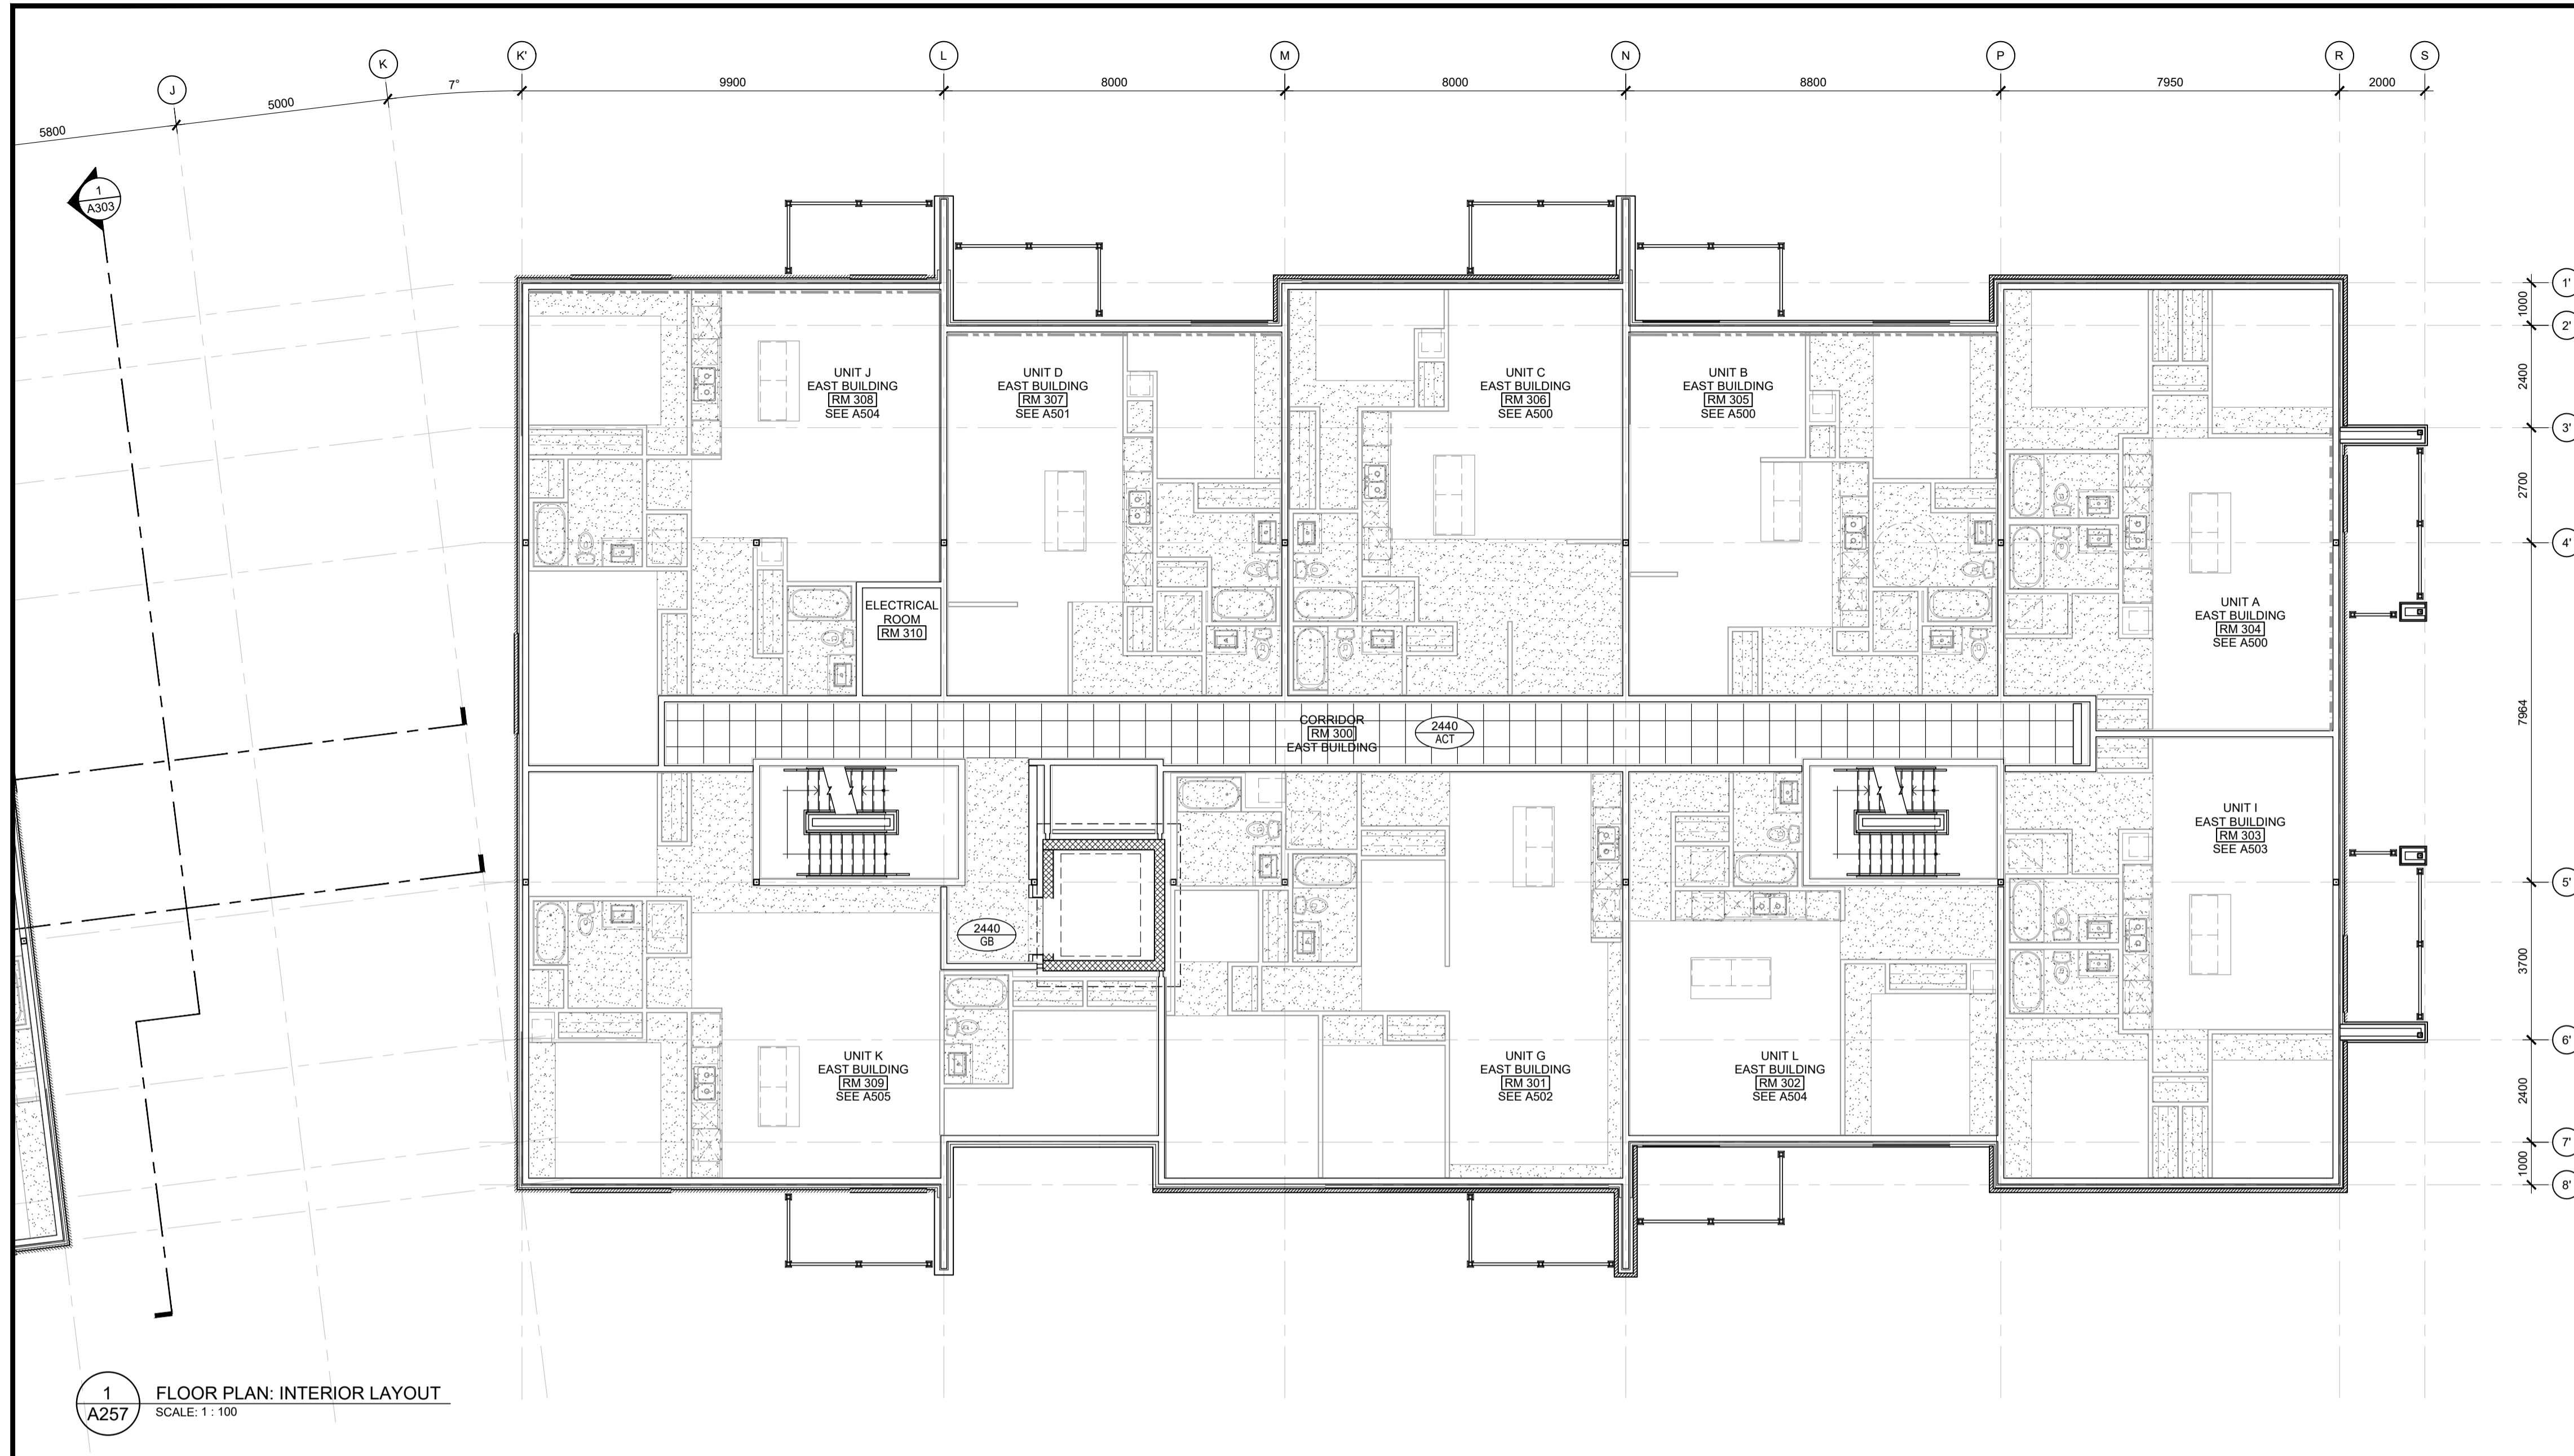 J
K
K'
L
M
N
P
R
S
5800
5000
7°
9900
8000
8000
8800
7950
2000
1
A303
1'
1000
2'
2400
3'
2700
4'
7964
5'
3700
6'
2400
7'
1000
8'
UNIT J
EAST BUILDING
RM 308
SEE A504
UNIT D
EAST BUILDING
RM 307
SEE A501
UNIT C
EAST BUILDING
RM 306
SEE A500
UNIT B
EAST BUILDING
RM 305
SEE A500
ELECTRICAL
ROOM
RM 310
UNIT A
EAST BUILDING
RM 304
SEE A500
CORRIDOR
RM 300
EAST BUILDING
2440
ACT
UNIT I
EAST BUILDING
RM 303
SEE A503
2440
GB
UNIT K
EAST BUILDING
RM 309
SEE A505
UNIT G
EAST BUILDING
RM 301
SEE A502
UNIT L
EAST BUILDING
RM 302
SEE A504
1
A257
FLOOR PLAN: INTERIOR LAYOUT
SCALE: 1 : 100